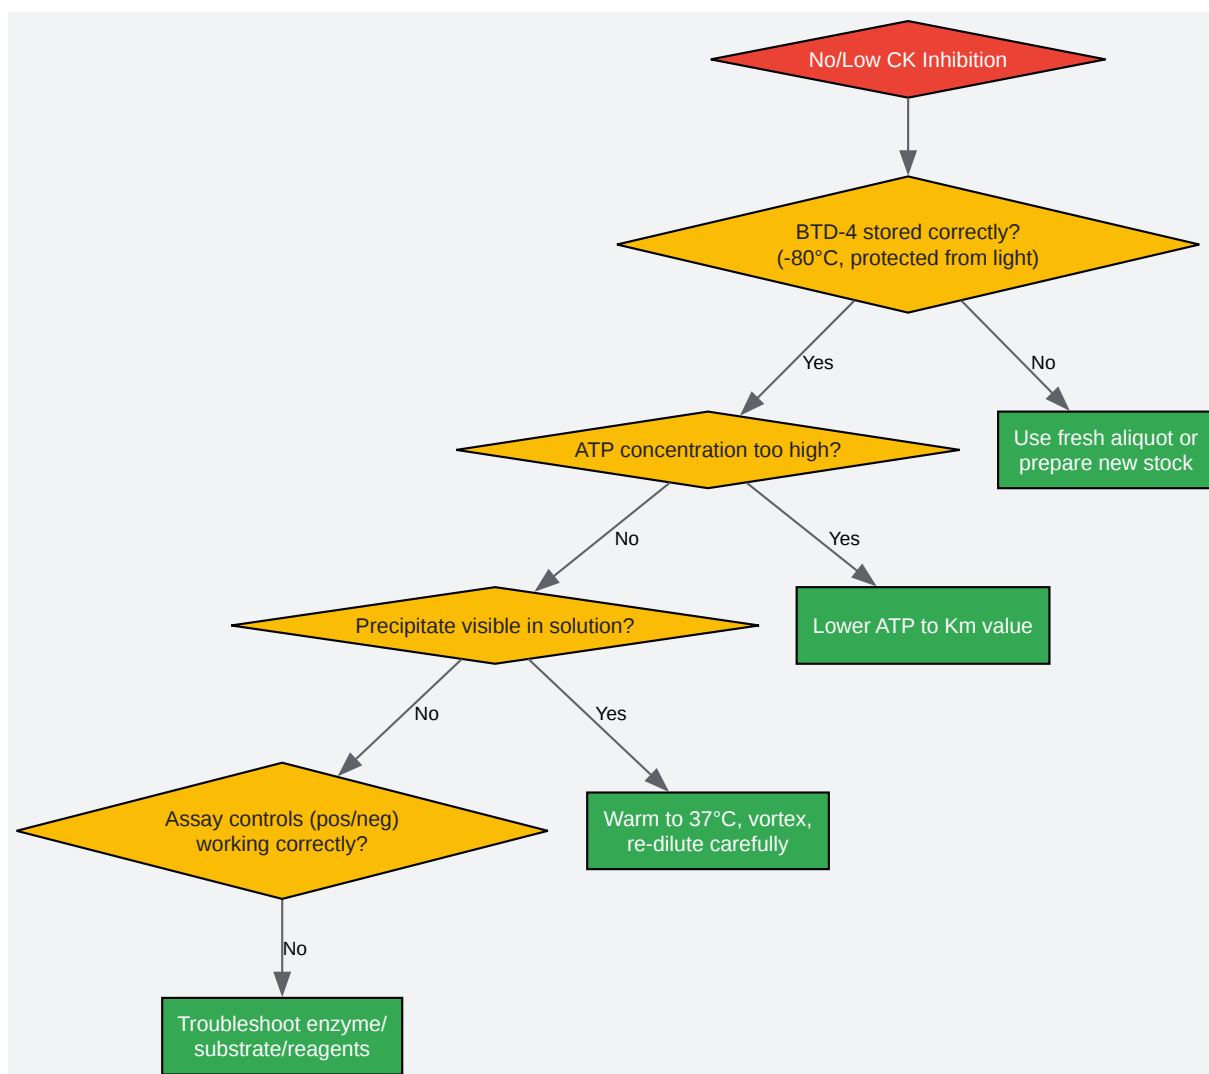 No/Low CK Inhibition
BTD-4 stored correctly?
(-80°C, protected from light)
Yes
No
ATP concentration too high?
Use fresh aliquot or
prepare new stock
No
Yes
Precipitate visible in solution?
Lower ATP to Km value
No
Yes
Assay controls (pos/neg)
working correctly?
Warm to 37°C, vortex,
re-dilute carefully
No
Troubleshoot enzyme/
substrate/reagents